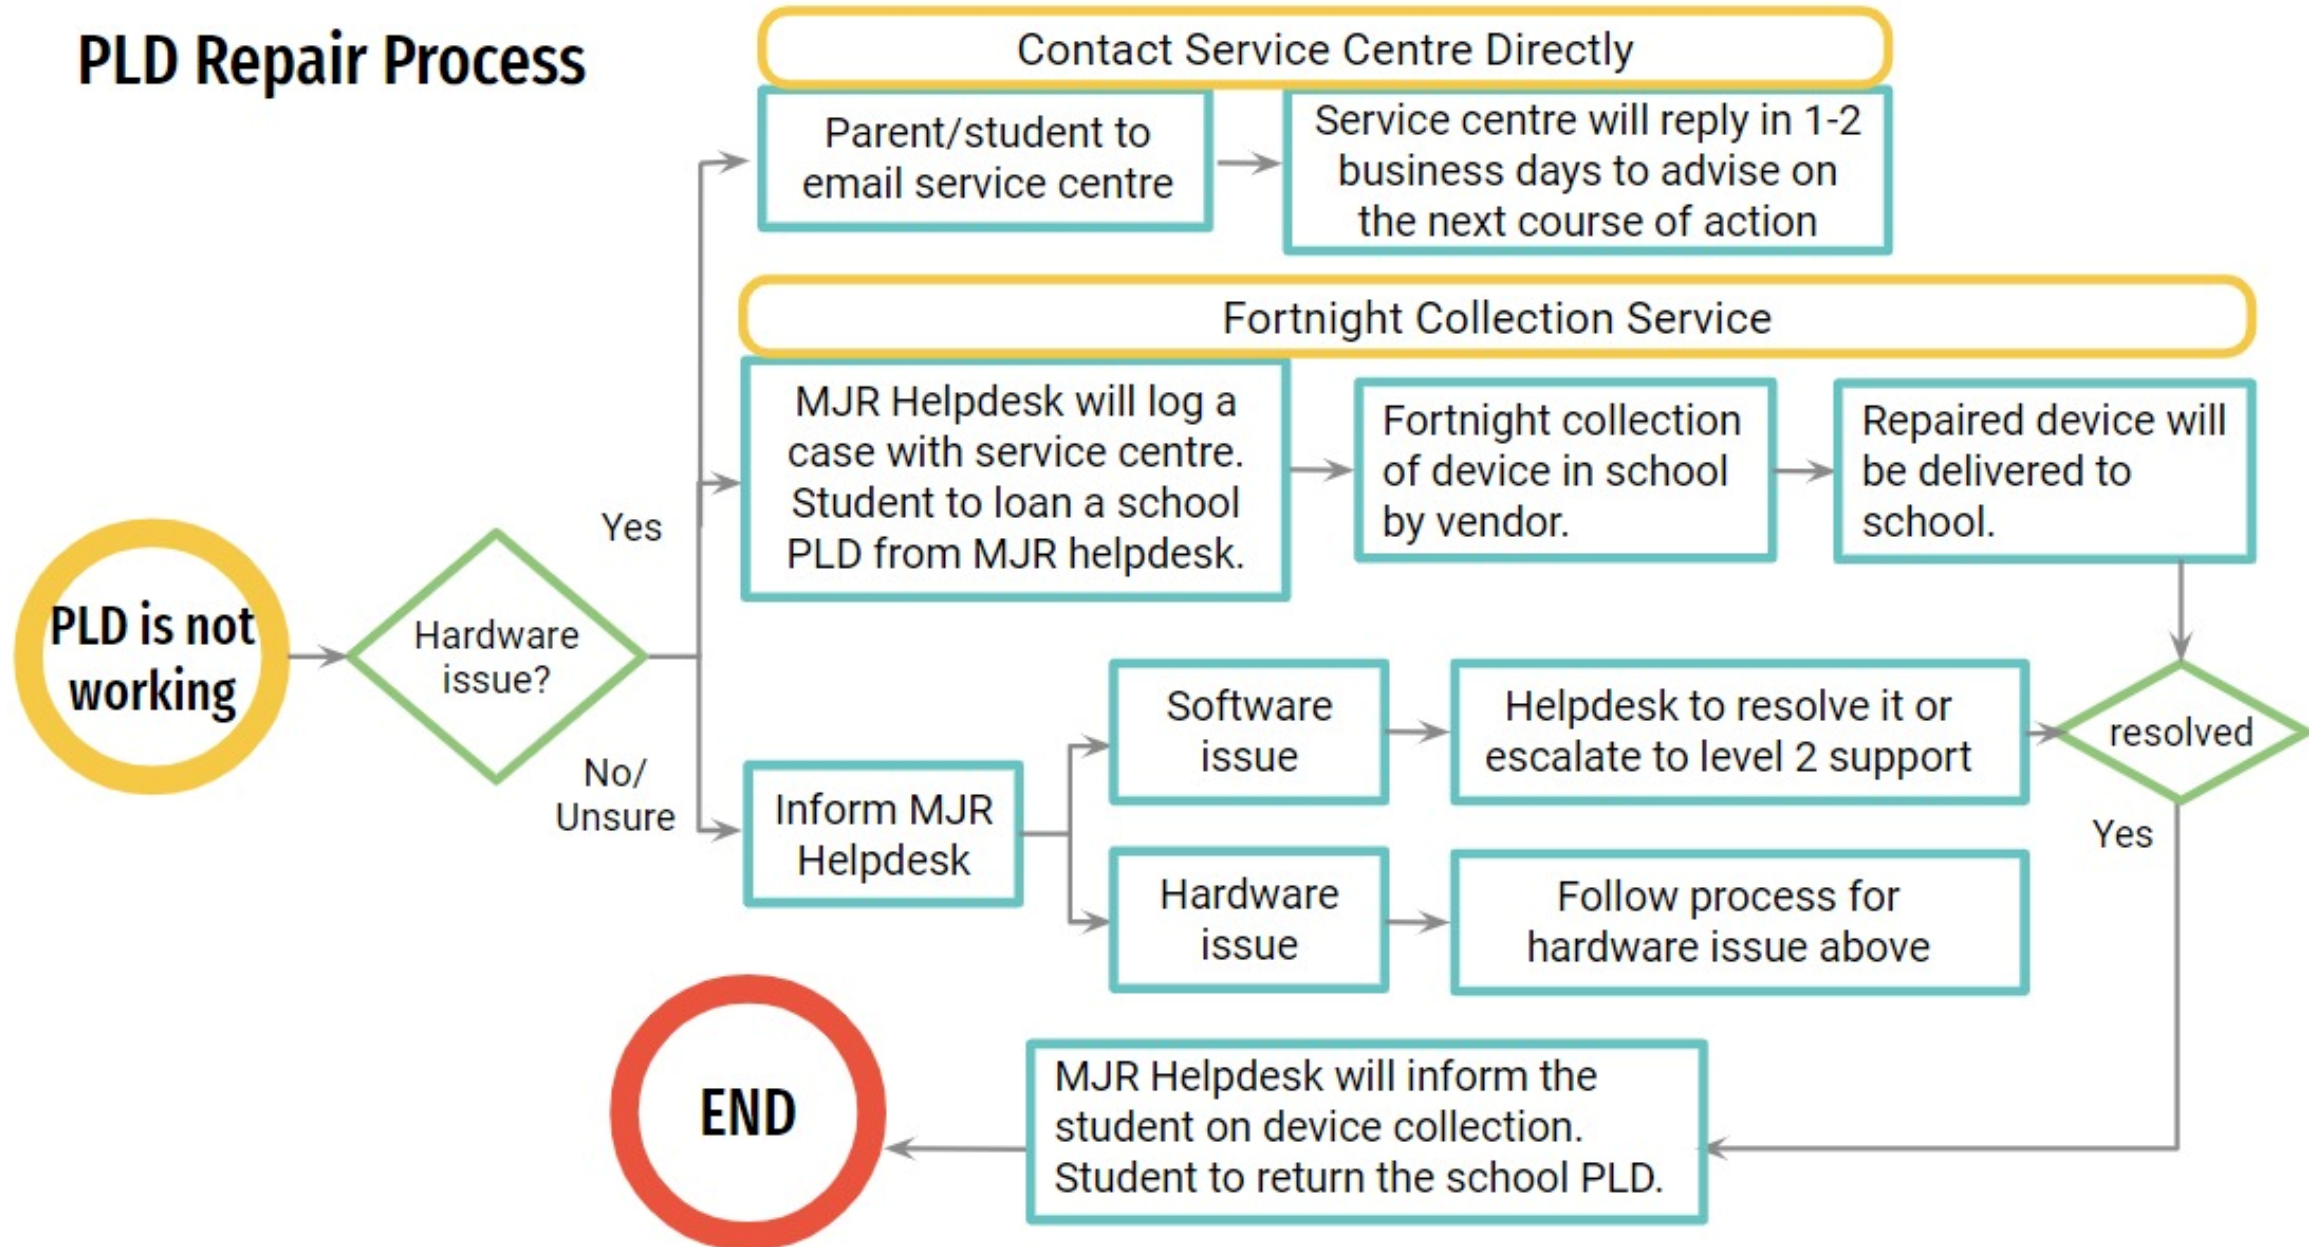 PLD Repair Process
Contact Service Centre Directly
Parent/student to
email service centre
Service centre will reply in 1-2
business days to advise on
the next course of action
Fortnight Collection Service
MJR Helpdesk will log a
case with service centre.
Student to loan a school
PLD from MJR helpdesk.
Fortnight collection
of device in school
by vendor.
Repaired device will
be delivered to
school.
PLD is not
working
Hardware
issue?
Yes
No/
Unsure
Inform MJR
Helpdesk
Software
issue
Helpdesk to resolve it or
escalate to level 2 support
resolved
Yes
Hardware
issue
Follow process for
hardware issue above
MJR Helpdesk will inform the
student on device collection.
Student to return the school PLD.
END